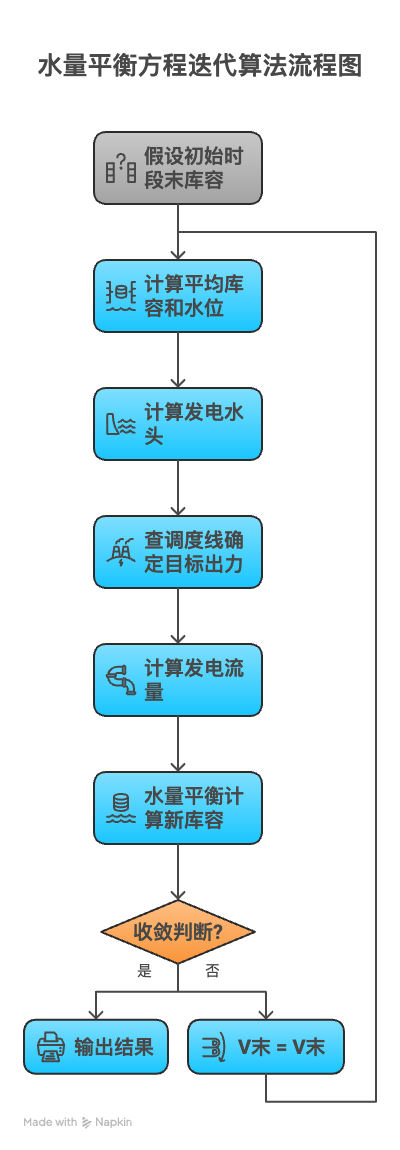 水量平衡方程迭代算法流程图
假设初始时
段末库容
计算平均库
容和水位
计算发电水
头
查调度线确
定目标出力
计算发电流
量
水量平衡计
算新库容
收敛判断?
是
否
输出结果
V末 = V末
Made with Napkin